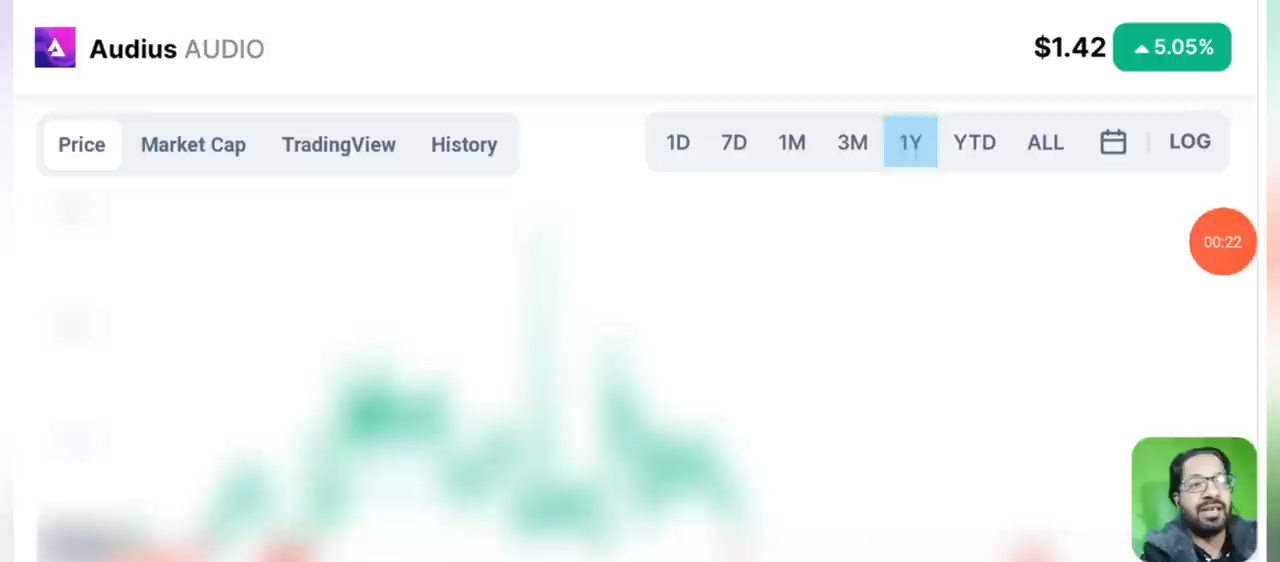 Audius AUDIO
$1.42 5.05%
Price Market Cap TradingView History
1D 7D 1M 3M 1Y YTD ALL LOG
00:22